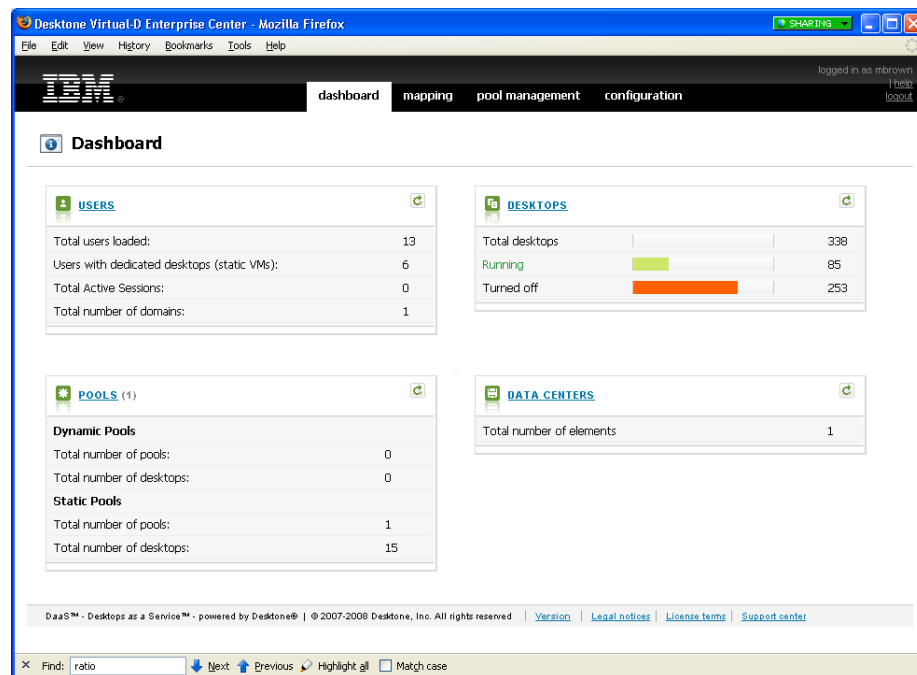 Desktone Virtual-D Enterprise Center - Mozilla Firefox
SHARING
File Edit View History Bookmarks Tools Help
logged in as mbrown
| help
logout
IBM®
dashboard mapping pool management configuration
Dashboard
USERS
Total users loaded: 13
Users with dedicated desktops (static VMs): 6
Total Active Sessions: 0
Total number of domains: 1
DESKTOPS
Total desktops 338
Running 85
Turned off 253
POOLS (1)
Dynamic Pools
Total number of pools: 0
Total number of desktops: 0
Static Pools
Total number of pools: 1
Total number of desktops: 15
DATA CENTERS
Total number of elements 1
DaaS™ - Desktops as a Service™ - powered by Desktone® | © 2007-2008 Desktone, Inc. All rights reserved | Version | Legal notices | License terms | Support center
Find: ratio Next Previous Highlight all Match case